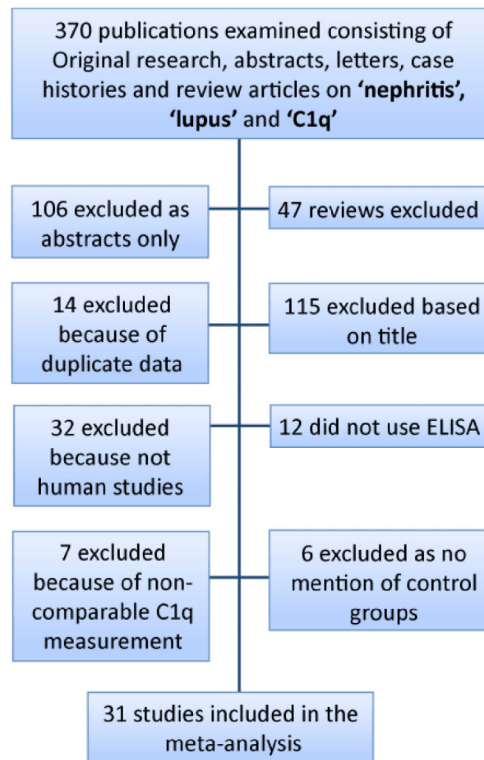 370 publications examined consisting of
Original research, abstracts, letters, case
histories and review articles on ‘nephritis’,
‘lupus’ and ‘C1q’
106 excluded as
abstracts only
47 reviews excluded
14 excluded
because of
duplicate data
115 excluded based
on title
32 excluded
because not
human studies
12 did not use ELISA
7 excluded
because of non-
comparable C1q
measurement
6 excluded as no
mention of control
groups
31 studies included in the
meta-analysis